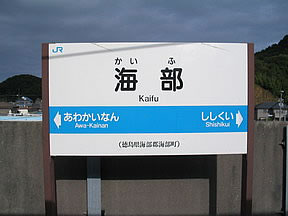 JR
かい ふ
海部
Kaifu
あわかいなん ししくい
Awa-Kainan Shishikui
(徳島県海部郡海部町)